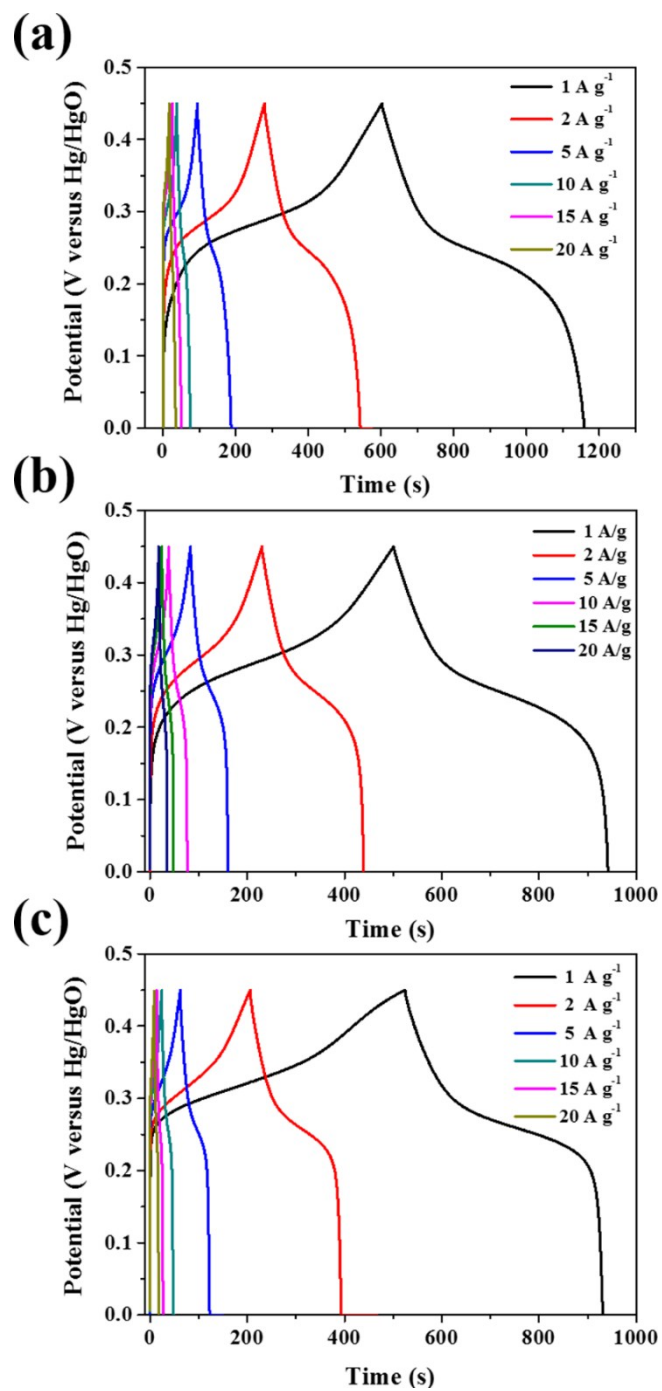 (a)
0.5
0.4
0.3
0.2
0.1
0.0
Potential (V versus Hg/HgO)
1 A g⁻¹
2 A g⁻¹
5 A g⁻¹
10 A g⁻¹
15 A g⁻¹
20 A g⁻¹
0 200 400 600 800 1000 1200
Time (s)
(b)
0.5
0.4
0.3
0.2
0.1
0.0
Potential (V versus Hg/HgO)
1 A/g
2 A/g
5 A/g
10 A/g
15 A/g
20 A/g
0 200 400 600 800 1000
Time (s)
(c)
0.5
0.4
0.3
0.2
0.1
0.0
Potential (V versus Hg/HgO)
1 A g⁻¹
2 A g⁻¹
5 A g⁻¹
10 A g⁻¹
15 A g⁻¹
20 A g⁻¹
0 200 400 600 800 1000
Time (s)